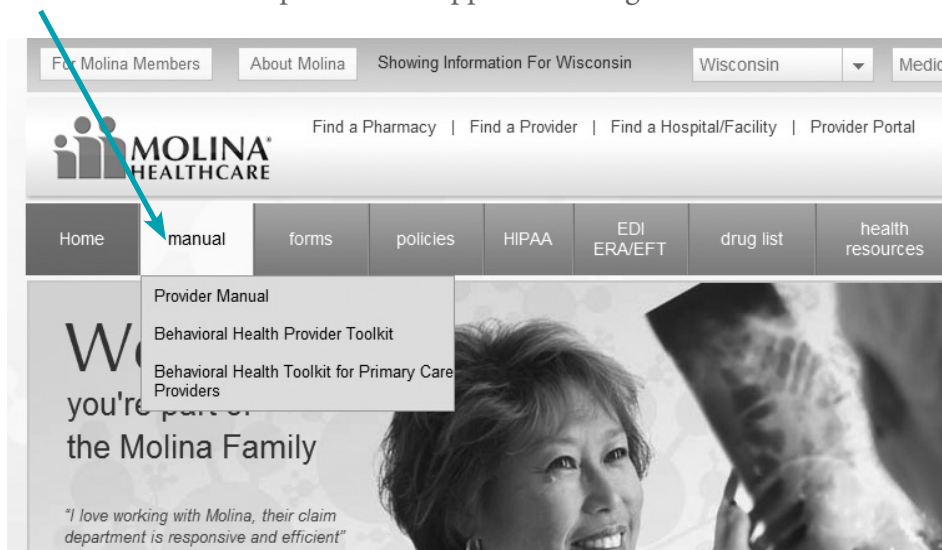 For Molina Members
About Molina
Showing Information For Wisconsin
Wisconsin
Find a Pharmacy | Find a Provider | Find a Hospital/Facility | Provider Portal
MOLINA
HEALTHCARE
Home
manual
forms
policies
HIPAA
EDI
ERA/EFT
drug list
health
resources
Provider Manual
Behavioral Health Provider Toolkit
Behavioral Health Toolkit for Primary Care
Providers
you're part of
the Molina Family
"I love working with Molina, their claim
department is responsive and efficient"